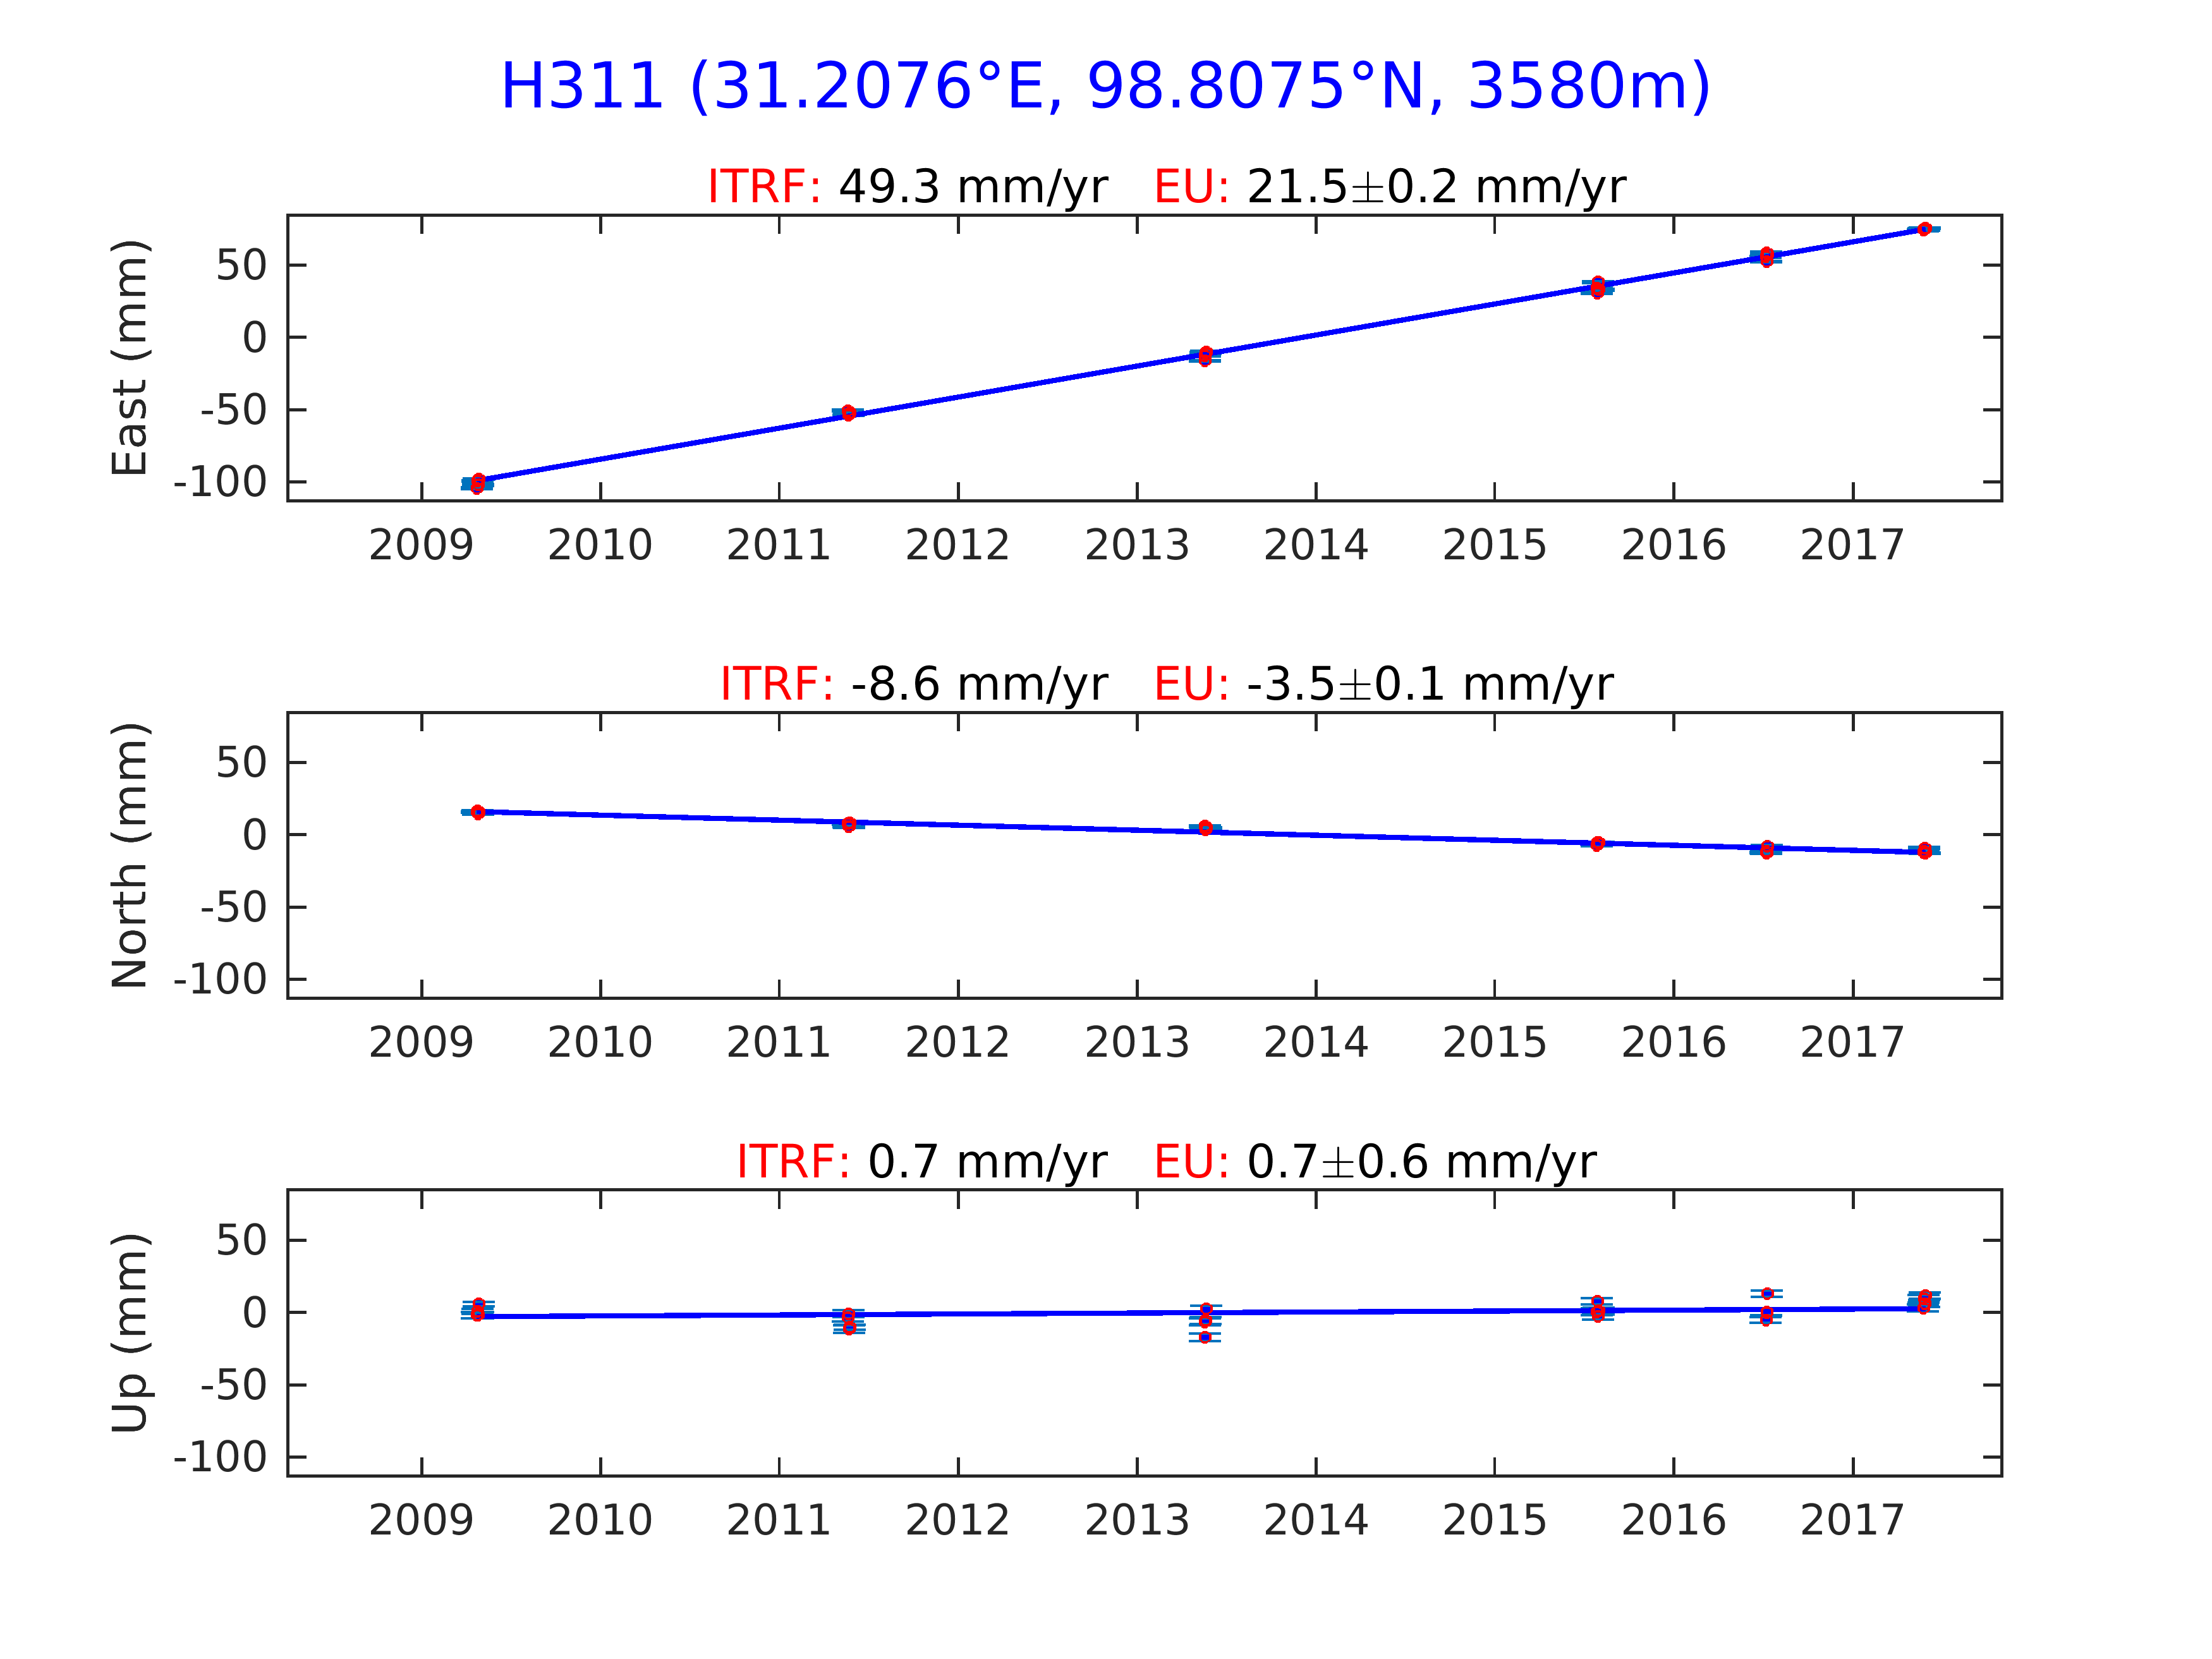 H311 (31.2076°E, 98.8075°N, 3580m)
ITRF: 49.3 mm/yr EU: 21.5±0.2 mm/yr
East (mm)
50
0
-50
-100
2009 2010 2011 2012 2013 2014 2015 2016 2017
ITRF: -8.6 mm/yr EU: -3.5±0.1 mm/yr
North (mm)
50
0
-50
-100
2009 2010 2011 2012 2013 2014 2015 2016 2017
ITRF: 0.7 mm/yr EU: 0.7±0.6 mm/yr
Up (mm)
50
0
-50
-100
2009 2010 2011 2012 2013 2014 2015 2016 2017